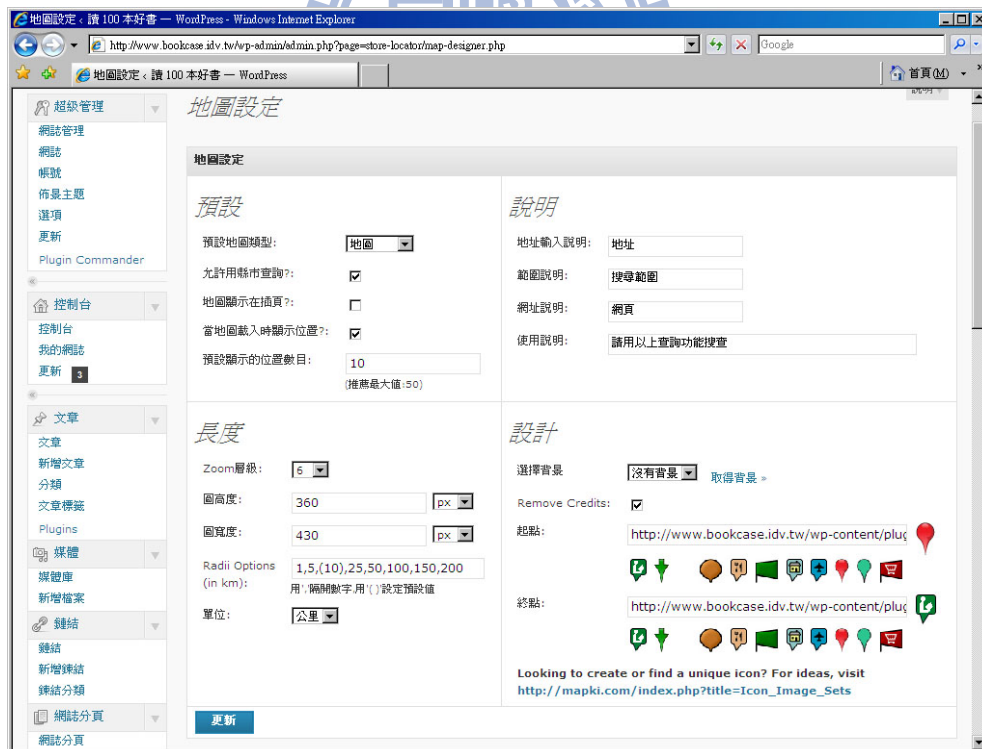 地圖設定 ‹ 讀 100 本好書 — WordPress - Windows Internet Explorer
http://www.bookcase.idv.tw/wp-admin/admin.php?page=store-locator/map-designer.php
Google
地圖設定 ‹ 讀 100 本好書 — WordPress
首頁(M)
超級管理
網誌管理
網誌
帳號
佈景主題
選項
更新
Plugin Commander
控制台
控制台
我的網誌
更新 3
文章
文章
新增文章
分類
文章標籤
Plugins
媒體
媒體庫
新增檔案
鏈結
鏈結
新增鍊結
鍊結分類
網誌分頁
網誌分頁
說明
地圖設定
地圖設定
預設
預設地圖類型: 地圖
允許用縣市查詢?:
地圖顯示在插頁?:
當地圖載入時顯示位置?:
預設顯示的位置數目: 10
(推薦最大值:50)
說明
地址輸入說明: 地址
範圍說明: 搜尋範圍
網址說明: 網頁
使用說明: 請用以上查詢功能搜查
長度
Zoom層級: 6
圖高度: 360 px
圖寬度: 430 px
Radii Options (in km): 1,5,(10),25,50,100,150,200
用','隔開數字.用'( )'設定預設值
單位: 公里
設計
選擇背景 沒有背景 取得背景 »
Remove Credits:
起點: http://www.bookcase.idv.tw/wp-content/plug
終點: http://www.bookcase.idv.tw/wp-content/plug
Looking to create or find a unique icon? For ideas, visit
http://mapki.com/index.php?title=Icon_Image_Sets
更新